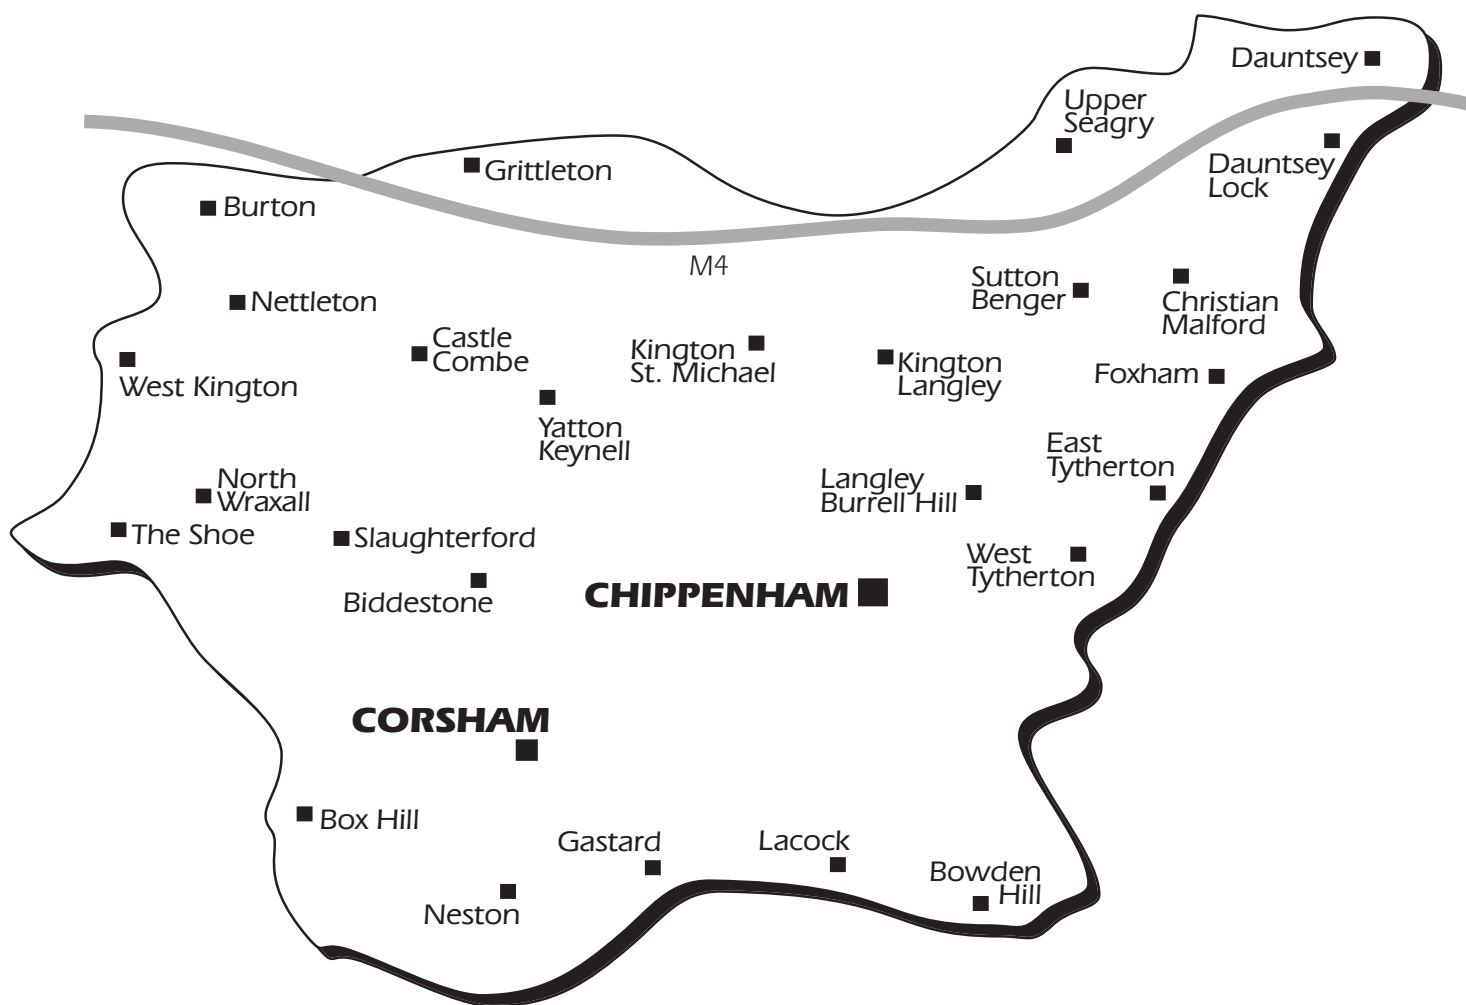 Dauntsey
Upper
Seagry
Dauntsey
Lock
Grittleton
Burton
M4
Sutton
Benger
Christian
Malford
Nettleton
Castle
Combe
Kington
St. Michael
Kington
Langley
Foxham
West Kington
Yatton
Keynell
East
Tytherton
North
Wraxall
Langley
Burrell Hill
The Shoe
Slaughterford
West
Tytherton
Biddestone
CHIPPENHAM
CORSHAM
Box Hill
Gastard
Lacock
Bowden
Hill
Neston